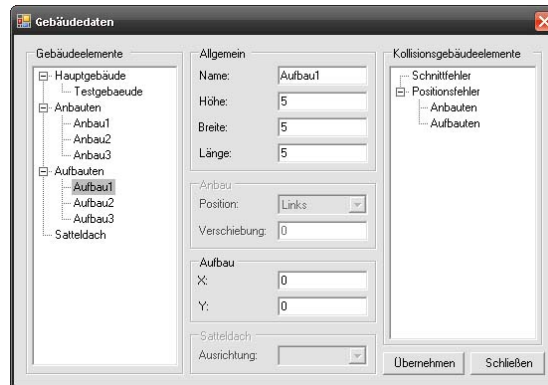 Gebäudedaten
Gebäudeelemente
Hauptgebäude
Testgebaeude
Anbauten
Anbau1
Anbau2
Anbau3
Aufbauten
Aufbau1
Aufbau2
Aufbau3
Satteldach
Allgemein
Name: Aufbau1
Höhe: 5
Breite: 5
Länge: 5
Anbau
Position: Links
Verschiebung: 0
Aufbau
X: 0
Y: 0
Satteldach
Ausrichtung:
Kollisionsgebäudeelemente
Schnittfehler
Positionsfehler
Anbauten
Aufbauten
Übernehmen Schließen